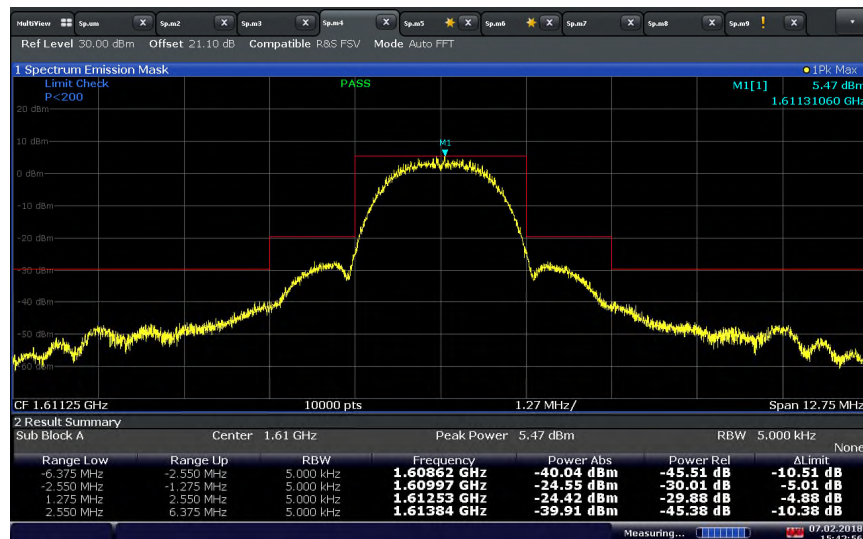 MultiView Sp.um X Sp.m2 X Sp.m3 X Sp.m4 X Sp.m5 X Sp.m6 X Sp.m7 X Sp.m8 X Sp.m9 ! X
Ref Level 30.00 dBm Offset 21.10 dB Compatible R&S FSV Mode Auto FFT
1 Spectrum Emission Mask 1Pk Max
Limit Check PASS M1[1] 5.47 dBm
P<200 1.61131060 GHz
20 dBm
10 dBm
M1
0 dBm
-10 dBm
-20 dBm
-30 dBm
-40 dBm
-50 dBm
-60 dBm
CF 1.61125 GHz 10000 pts 1.27 MHz/ Span 12.75 MHz
2 Result Summary
Sub Block A Center 1.61 GHz Peak Power 5.47 dBm RBW 5.000 kHz
None
Range Low Range Up RBW Frequency Power Abs Power Rel ΔLimit
-6.375 MHz -2.550 MHz 5.000 kHz 1.60862 GHz -40.04 dBm -45.51 dB -10.51 dB
-2.550 MHz -1.275 MHz 5.000 kHz 1.60997 GHz -24.55 dBm -30.01 dB -5.01 dB
1.275 MHz 2.550 MHz 5.000 kHz 1.61253 GHz -24.42 dBm -29.88 dB -4.88 dB
2.550 MHz 6.375 MHz 5.000 kHz 1.61384 GHz -39.91 dBm -45.38 dB -10.38 dB
Measuring... 07.02.2018
15:42:56